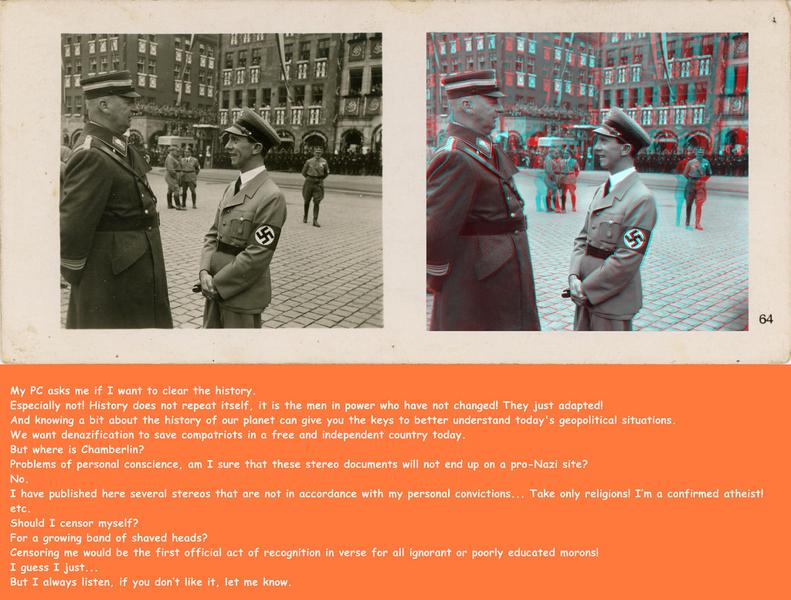 64
My PC asks me if I want to clear the history.
Especially not! History does not repeat itself, it is the men in power who have not changed! They just adapted!
And knowing a bit about the history of our planet can give you the keys to better understand today's geopolitical situations.
We want denazification to save compatriots in a free and independent country today.
But where is Chamberlin?
Problems of personal conscience, am I sure that these stereo documents will not end up on a pro-Nazi site?
No.
I have published here several stereos that are not in accordance with my personal convictions... Take only religions! I'm a confirmed atheist!
etc.
Should I censor myself?
For a growing band of shaved heads?
Censoring me would be the first official act of recognition in verse for all ignorant or poorly educated morons!
I guess I just...
But I always listen, if you don't like it, let me know.